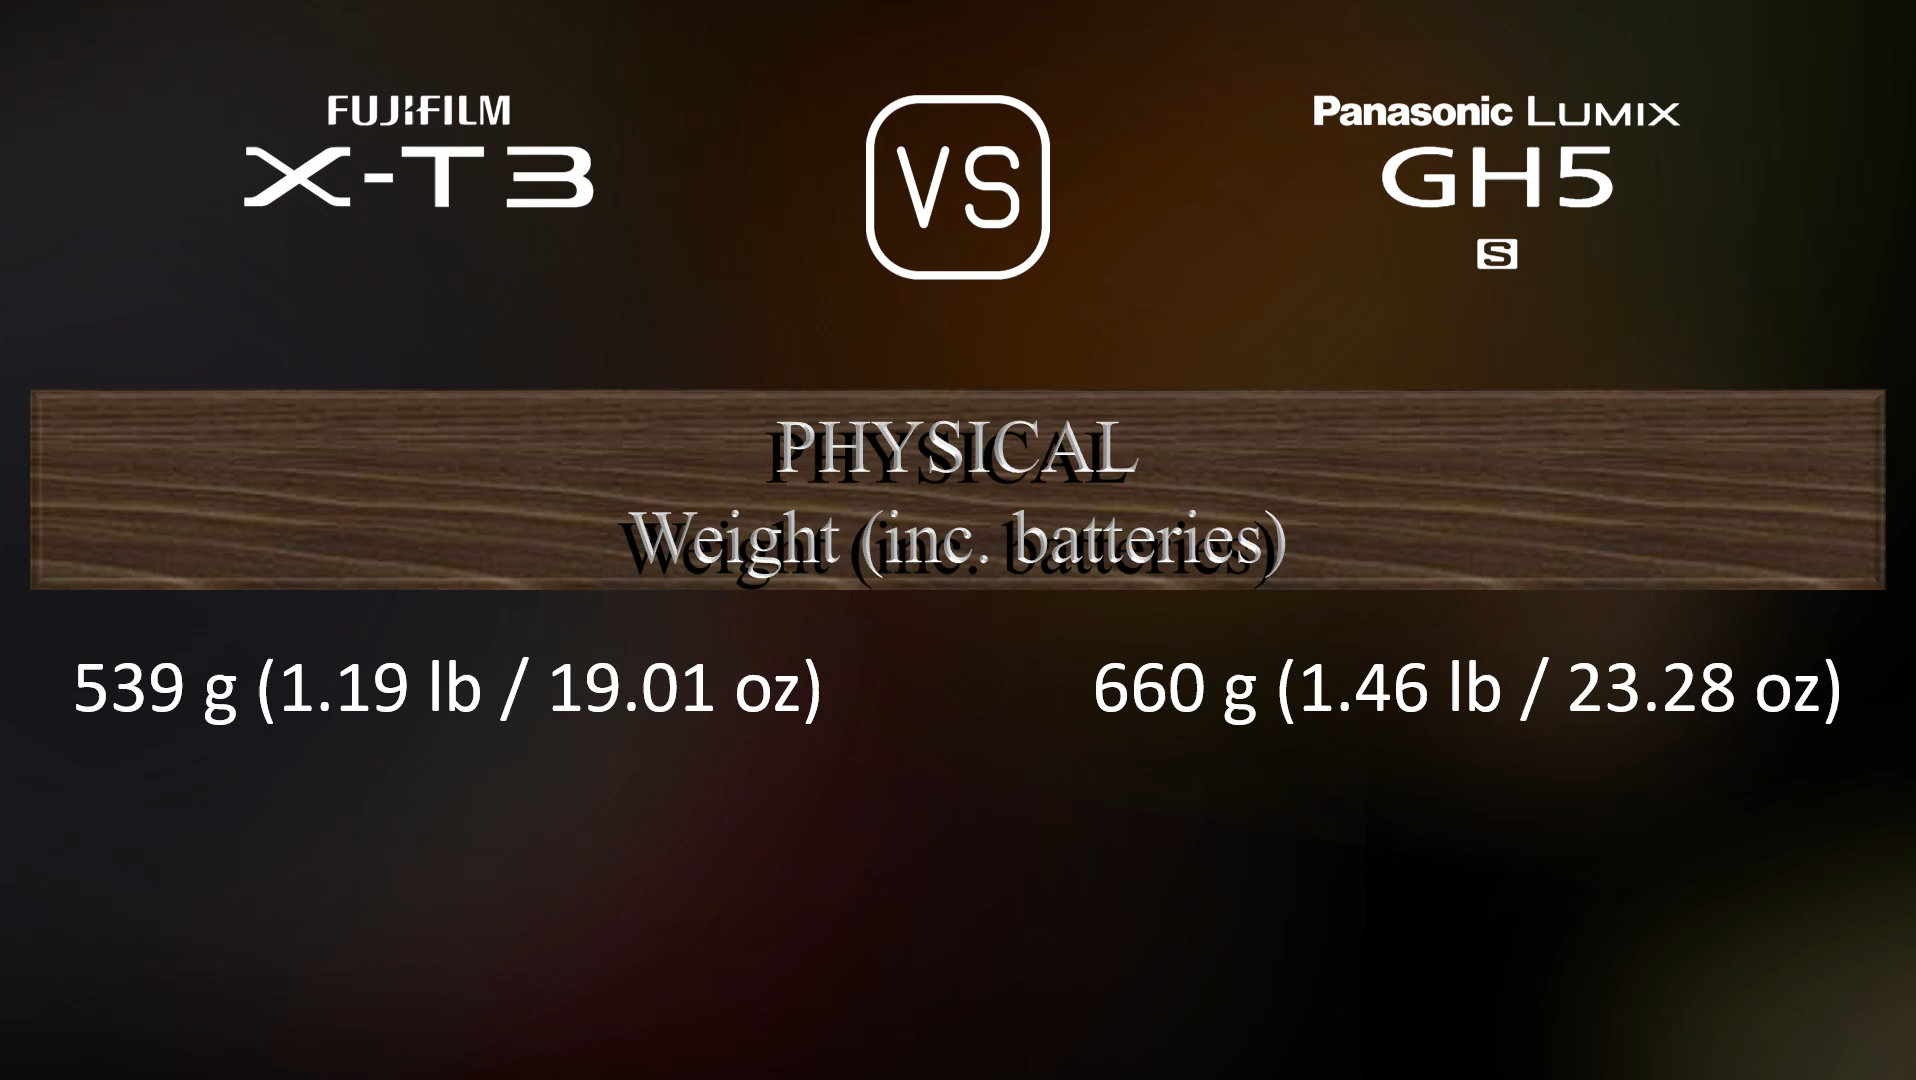 FUJIFILM
X-T3
VS
Panasonic LUMIX
GH5
S
PHYSICAL
Weight (inc. batteries)
539 g (1.19 lb / 19.01 oz)
660 g (1.46 lb / 23.28 oz)